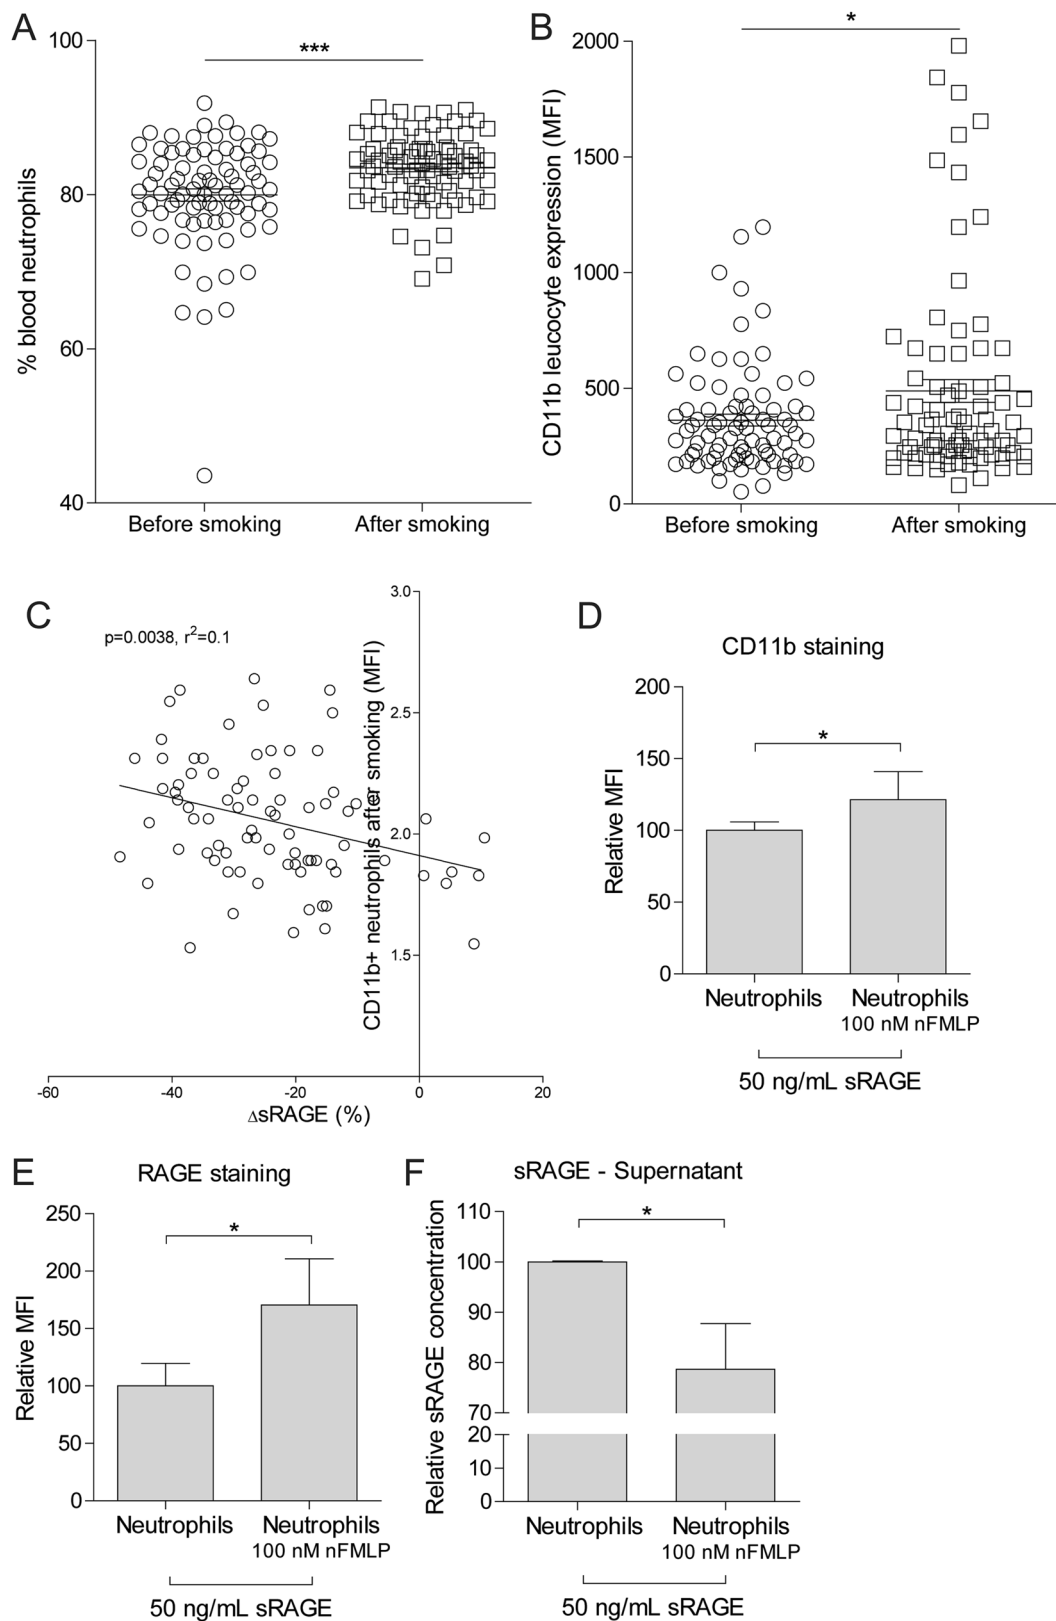 A
% blood neutrophils
100
80
60
40
***
Before smoking
After smoking
B
CD11b leucocyte expression (MFI)
2000
1500
1000
500
0
*
Before smoking
After smoking
C
p=0.0038, r²=0.1
CD11b+ neutrophils after smoking (MFI)
3.0
2.5
2.0
1.5
-60
-40
-20
0
20
ΔsRAGE (%)
D
CD11b staining
Relative MFI
200
150
100
50
0
*
Neutrophils
Neutrophils
100 nM nFMLP
50 ng/mL sRAGE
E
RAGE staining
Relative MFI
250
200
150
100
50
0
*
Neutrophils
Neutrophils
100 nM nFMLP
50 ng/mL sRAGE
F
sRAGE - Supernatant
Relative sRAGE concentration
110
100
90
80
70
20
10
0
*
Neutrophils
Neutrophils
100 nM nFMLP
50 ng/mL sRAGE